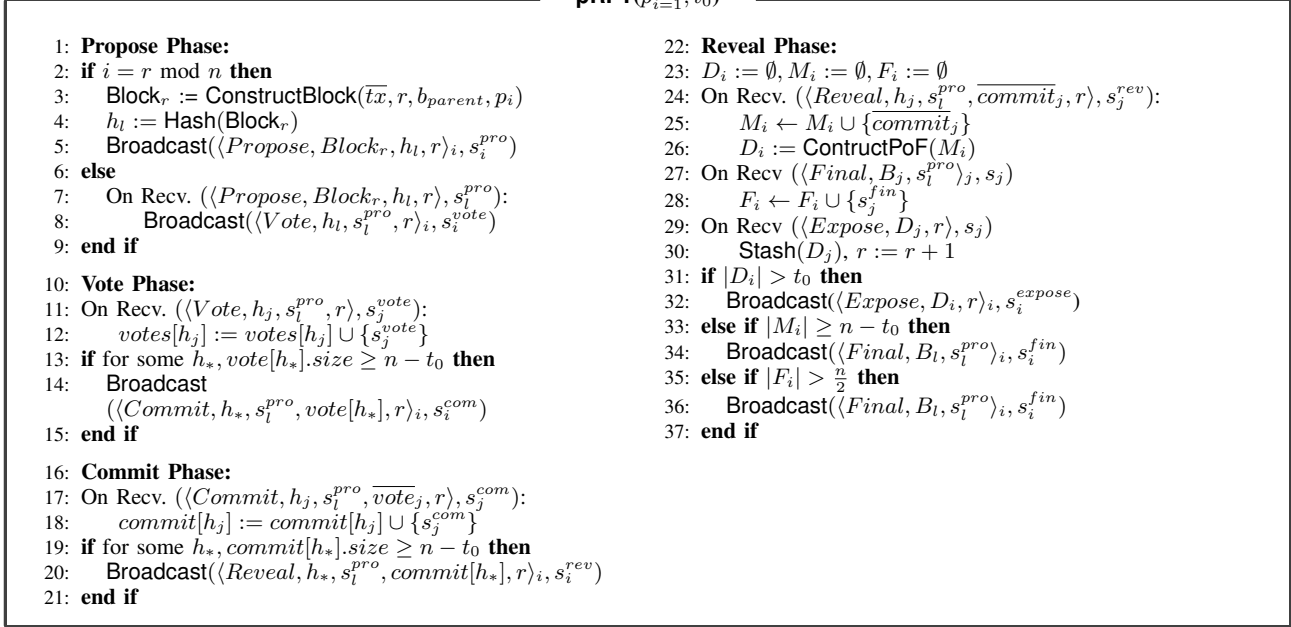 pRFT(p_{i=1}^{n}, t_0)
1: Propose Phase:
2: if i = r mod n then
3: Block_r := ConstructBlock(\overline{tx}, r, b_{parent}, p_i)
4: h_l := Hash(Block_r)
5: Broadcast(⟨Propose, Block_r, h_l, r⟩_i, s_i^{pro})
6: else
7: On Recv. (⟨Propose, Block_r, h_l, r⟩, s_l^{pro}):
8: Broadcast(⟨Vote, h_l, s_l^{pro}, r⟩_i, s_i^{vote})
9: end if
10: Vote Phase:
11: On Recv. (⟨Vote, h_j, s_l^{pro}, r⟩, s_j^{vote}):
12: votes[h_j] := votes[h_j] ∪ {s_j^{vote}}
13: if for some h_*, vote[h_*].size ≥ n − t_0 then
14: Broadcast
(⟨Commit, h_*, s_l^{pro}, vote[h_*], r⟩_i, s_i^{com})
15: end if
16: Commit Phase:
17: On Recv. (⟨Commit, h_j, s_l^{pro}, \overline{vote}_j, r⟩, s_j^{com}):
18: commit[h_j] := commit[h_j] ∪ {s_j^{com}}
19: if for some h_*, commit[h_*].size ≥ n − t_0 then
20: Broadcast(⟨Reveal, h_*, s_l^{pro}, commit[h_*], r⟩_i, s_i^{rev})
21: end if
22: Reveal Phase:
23: D_i := ∅, M_i := ∅, F_i := ∅
24: On Recv. (⟨Reveal, h_j, s_l^{pro}, \overline{commit}_j, r⟩, s_j^{rev}):
25: M_i ← M_i ∪ {\overline{commit}_j}
26: D_i := ContructPoF(M_i)
27: On Recv (⟨Final, B_j, s_l^{pro}⟩_j, s_j)
28: F_i ← F_i ∪ {s_j^{fin}}
29: On Recv (⟨Expose, D_j, r⟩, s_j)
30: Stash(D_j), r := r + 1
31: if |D_i| > t_0 then
32: Broadcast(⟨Expose, D_i, r⟩_i, s_i^{expose})
33: else if |M_i| ≥ n − t_0 then
34: Broadcast(⟨Final, B_l, s_l^{pro}⟩_i, s_i^{fin})
35: else if |F_i| > \frac{n}{2} then
36: Broadcast(⟨Final, B_l, s_l^{pro}⟩_i, s_i^{fin})
37: end if